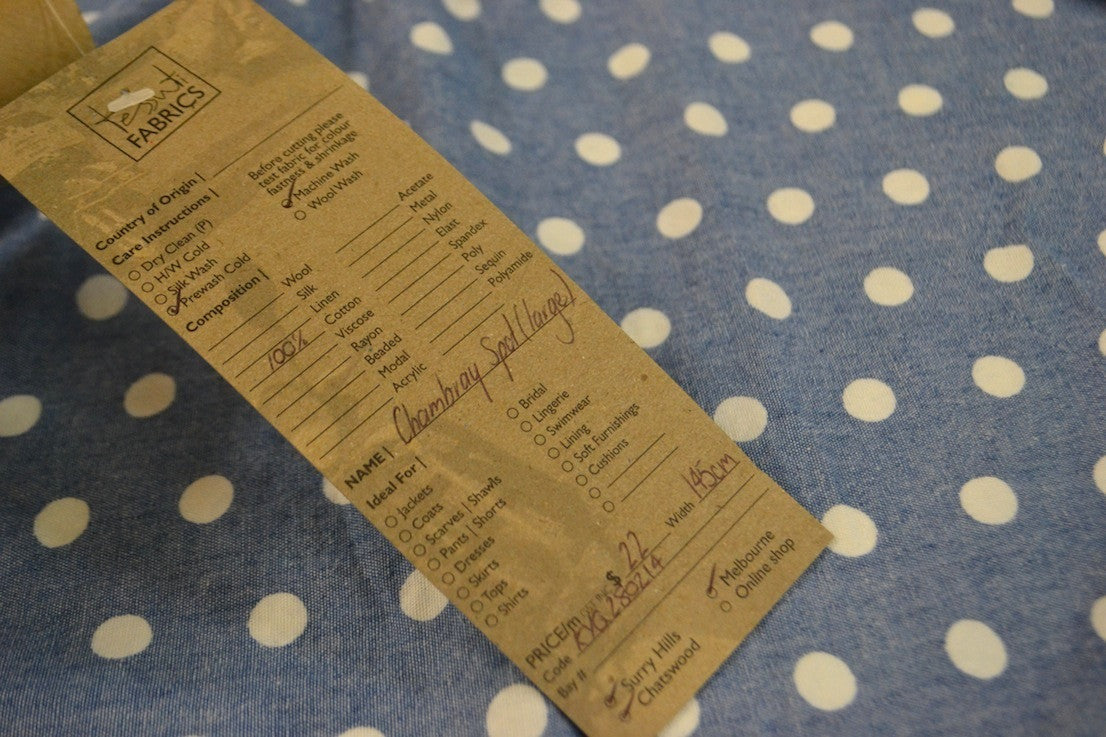 Tessuti
FABRICS
Country of Origin |
Care Instructions |
Dry Clean (P)
H/W Cold
Silk Wash
Prewash Cold
Before cutting please
test fabric for colour
fastness & shrinkage
Machine Wash
Wool Wash
Composition |
Wool
Silk
Linen
100% Cotton
Viscose
Rayon
Beaded
Modal
Acrylic
Acetate
Metal
Nylon
Elast
Spandex
Poly
Sequin
Polyamide
NAME | Chambray Spot (large)
Ideal For |
Jackets
Coats
Scarves | Shawls
Pants | Shorts
Dresses
Skirts
Tops
Shirts
Bridal
Lingerie
Swimwear
Lining
Soft Furnishings
Cushions
PRICE/m $ 22 Width 145cm
Code
Bay #
Surry Hills
Chatswood
Melbourne
Online shop